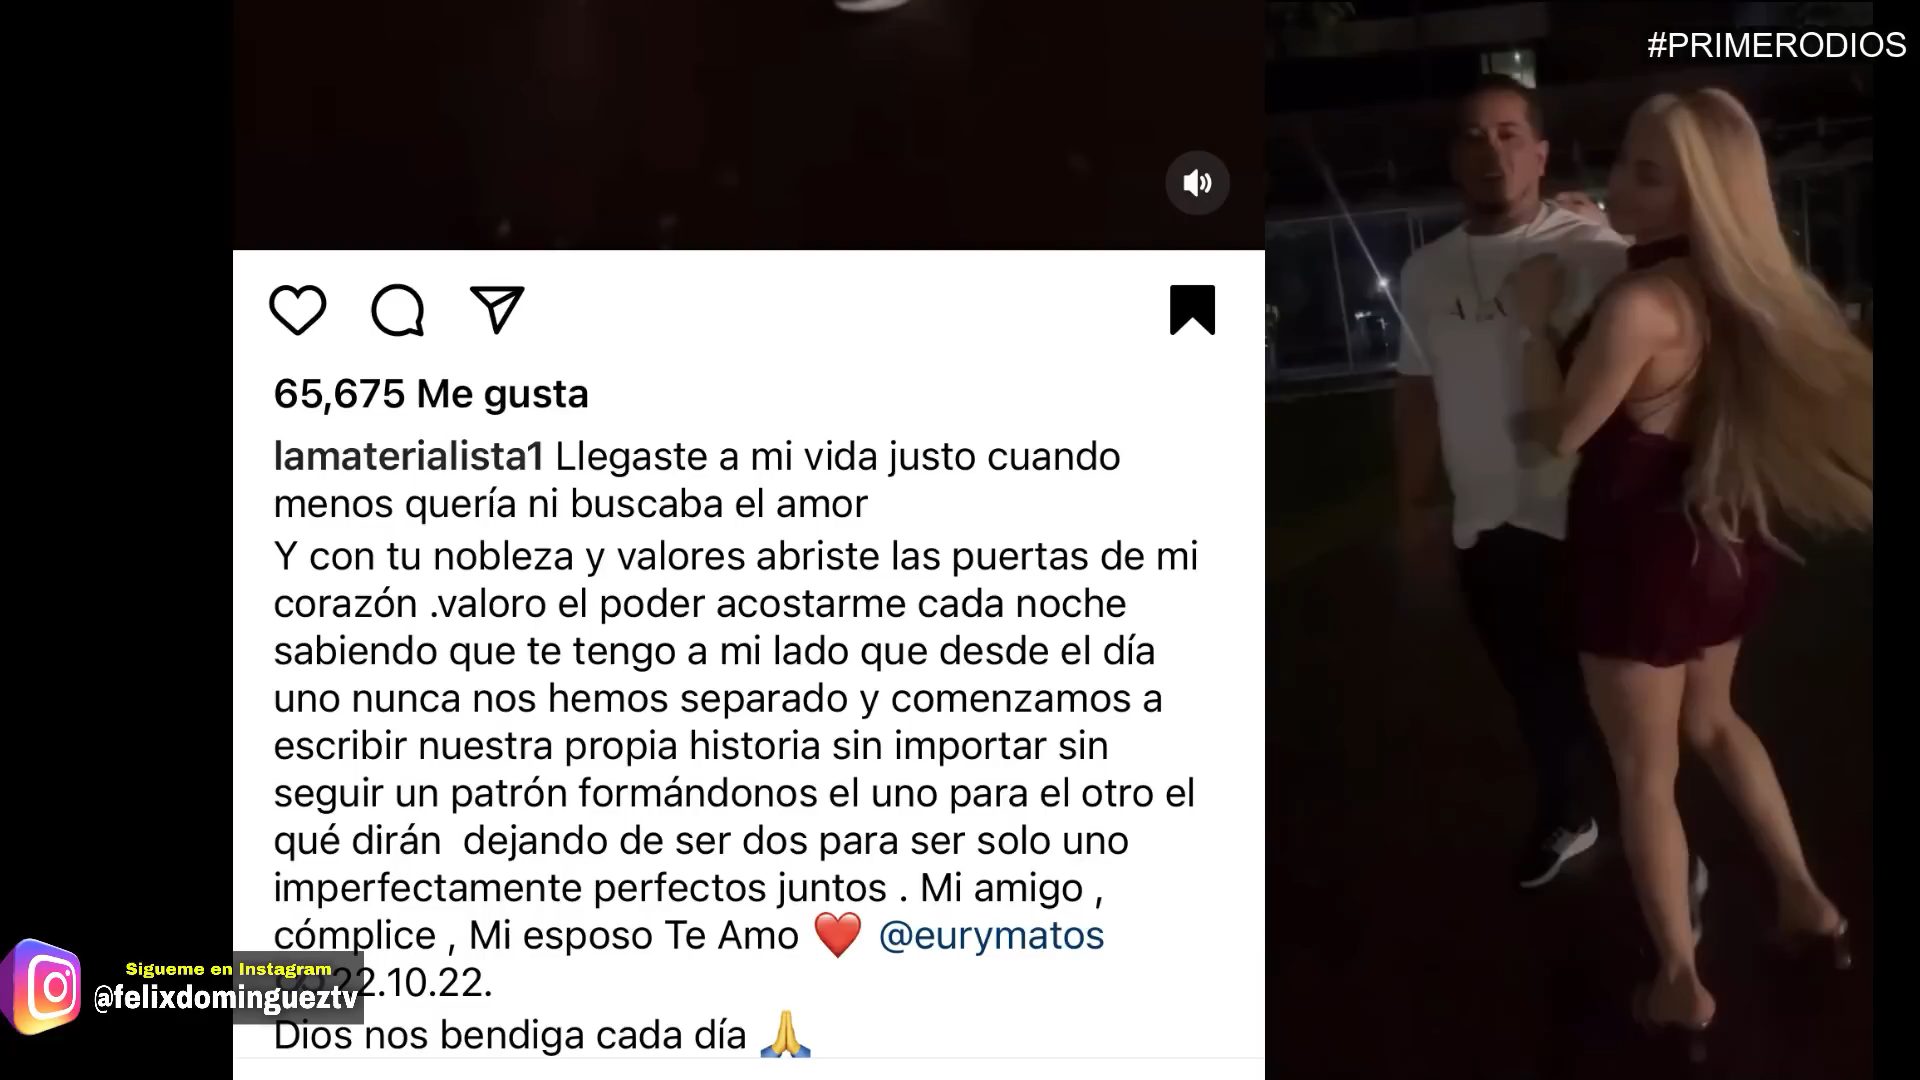 #PRIMERODIOS
65,675 Me gusta
lamaterialista1 Llegaste a mi vida justo cuando
menos quería ni buscaba el amor
Y con tu nobleza y valores abriste las puertas de mi
corazón .valoro el poder acostarme cada noche
sabiendo que te tengo a mi lado que desde el día
uno nunca nos hemos separado y comenzamos a
escribir nuestra propia historia sin importar sin
seguir un patrón formándonos el uno para el otro el
qué dirán  dejando de ser dos para ser solo uno
imperfectamente perfectos juntos . Mi amigo ,
cómplice , Mi esposo Te Amo ❤️ @eurymatos
22.10.22.
Dios nos bendiga cada día 🙏
Sigueme en Instagram
@felixdomingueztv